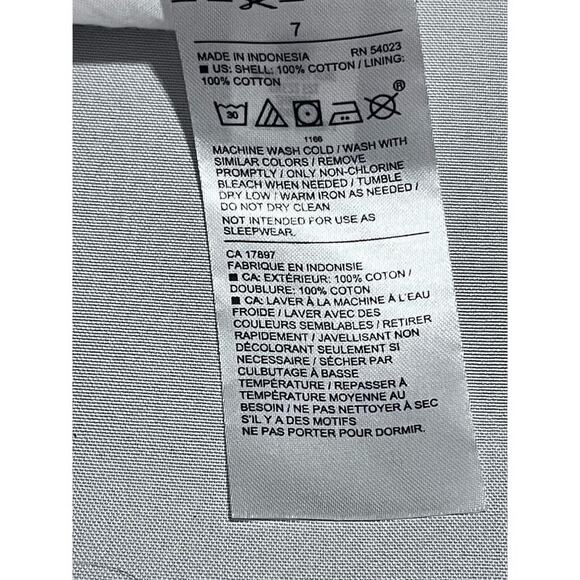 7
MADE IN INDONESIA RN 54023
■ US: SHELL: 100% COTTON / LINING:
100% COTTON
30
®
1166
MACHINE WASH COLD / WASH WITH
SIMILAR COLORS / REMOVE
PROMPTLY / ONLY NON-CHLORINE
BLEACH WHEN NEEDED / TUMBLE
DRY LOW / WARM IRON AS NEEDED /
DO NOT DRY CLEAN
NOT INTENDED FOR USE AS
SLEEPWEAR.
CA 17897
FABRIQUE EN INDONISIE
■ CA: EXTÉRIEUR: 100% COTON /
DOUBLURE: 100% COTON
■ CA: LAVER À LA MACHINE À L'EAU
FROIDE / LAVER AVEC DES
COULEURS SEMBLABLES / RETIRER
RAPIDEMENT / JAVELLISANT NON
DÉCOLORANT SEULEMENT SI
NECESSAIRE / SÉCHER PAR
CULBUTAGE À BASSE
TEMPÉRATURE / REPASSER À
TEMPÉRATURE MOYENNE AU
BESOIN / NE PAS NETTOYER À SEC
S'IL Y A DES MOTIFS
NE PAS PORTER POUR DORMIR.